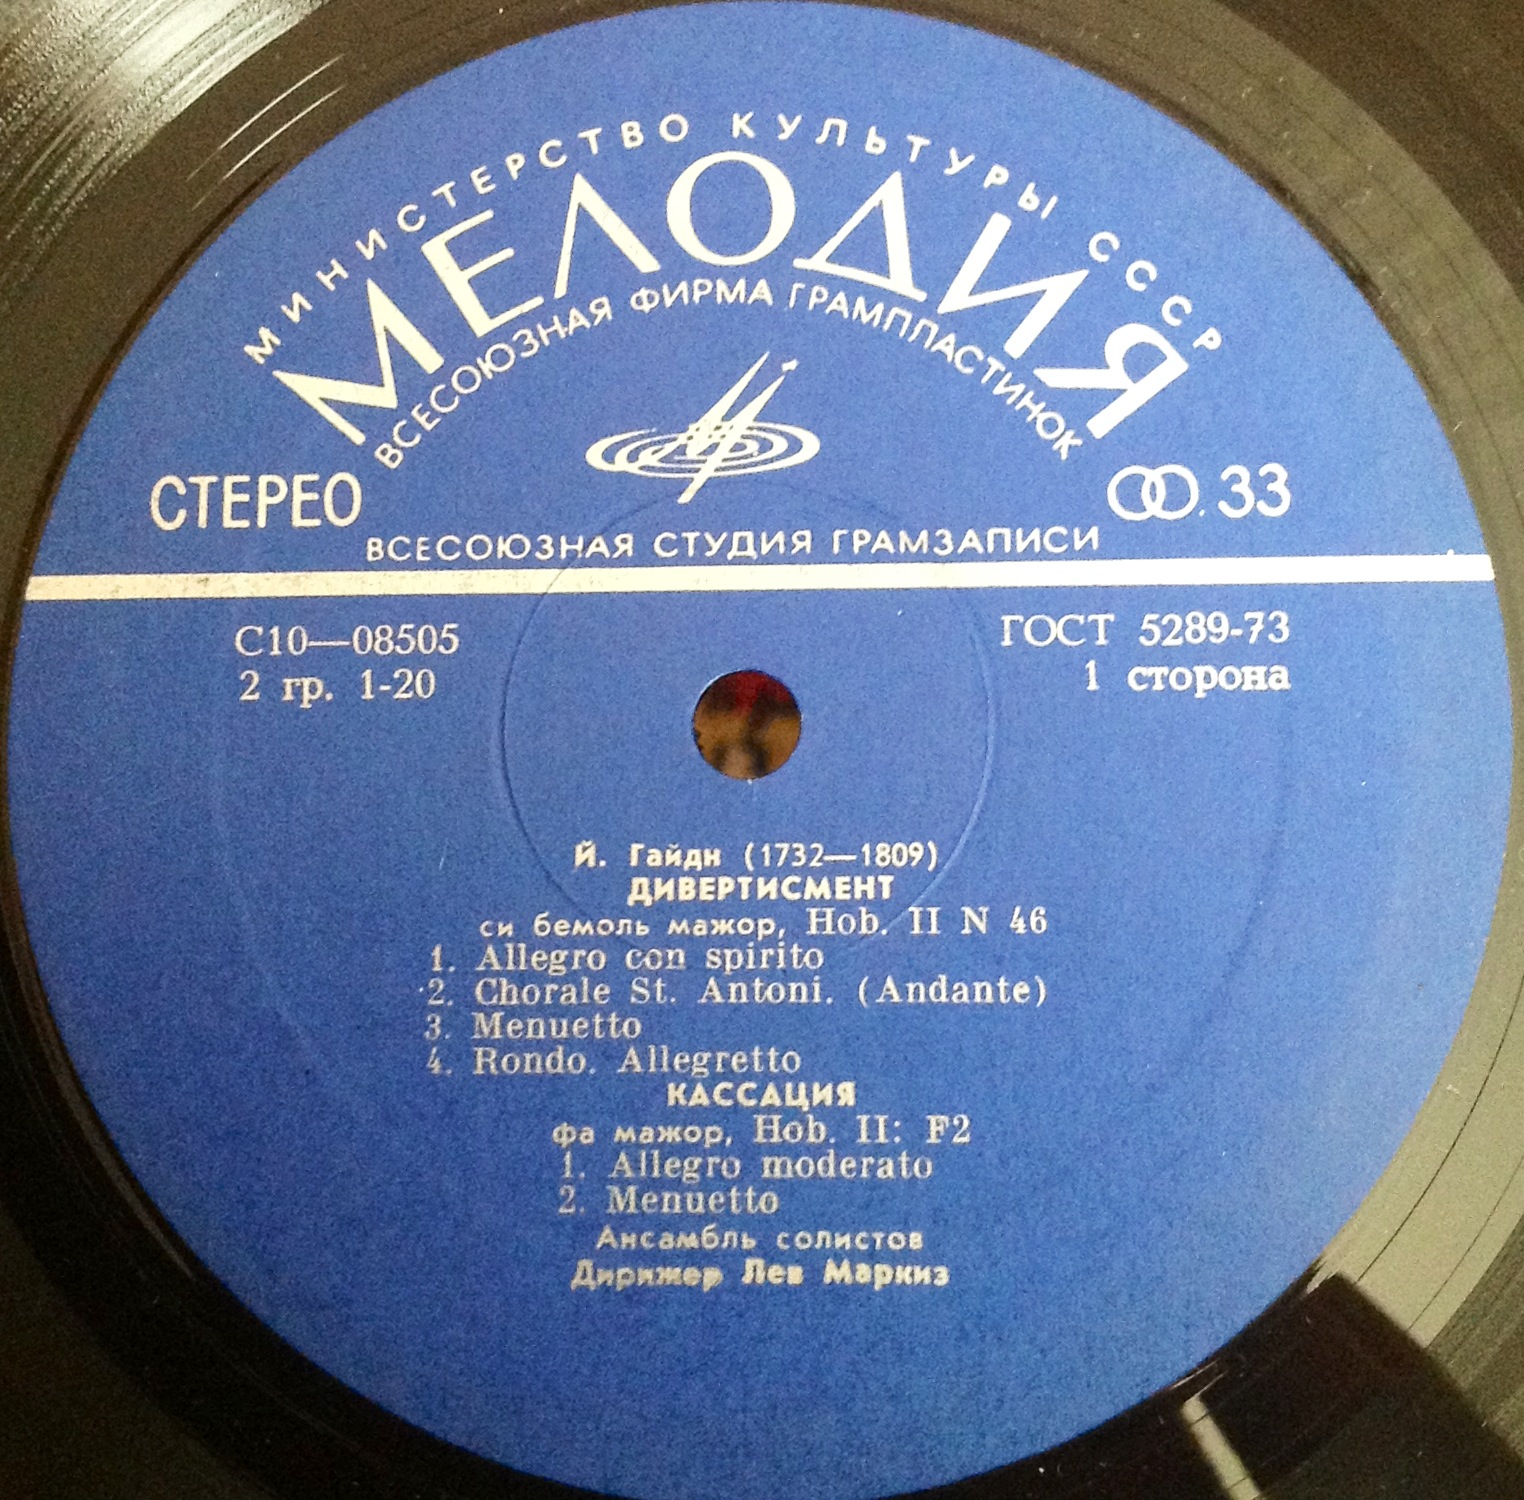 МИНИСТЕРСТВО КУЛЬТУРЫ СССР
МЕЛОДИЯ
ВСЕСОЮЗНАЯ ФИРМА ГРАМПЛАСТИНОК
СТЕРЕО
33
ВСЕСОЮЗНАЯ СТУДИЯ ГРАМЗАПИСИ
С10—08505
ГОСТ 5289-73
2 гр. 1-20
1 сторона
Й. Гайдн (1732—1809)
ДИВЕРТИСМЕНТ
си бемоль мажор, Hob. II N 46
1. Allegro con spirito
2. Chorale St. Antoni. (Andante)
3. Menuetto
4. Rondo. Allegretto
КАССАЦИЯ
фа мажор, Hob. II: F2
1. Allegro moderato
2. Menuetto
Ансамбль солистов
Дирижер Лев Маркиз